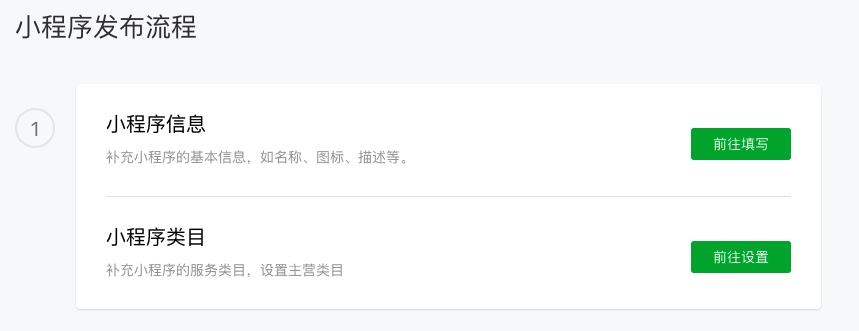 小程序发布流程
1
小程序信息
补充小程序的基本信息，如名称、图标、描述等。
前往填写
小程序类目
补充小程序的服务类目，设置主营类目
前往设置